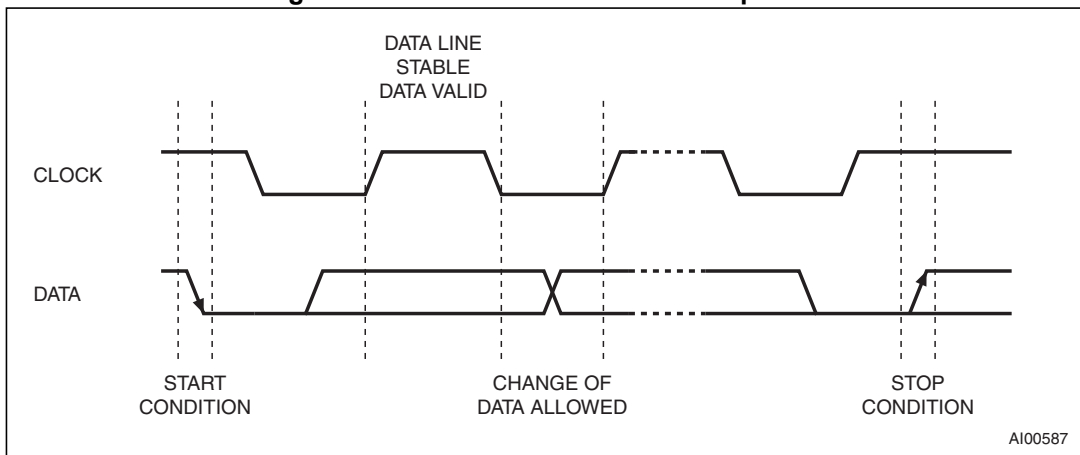 DATA LINE
STABLE
DATA VALID
CLOCK
DATA
START
CONDITION
CHANGE OF
DATA ALLOWED
STOP
CONDITION
AI00587